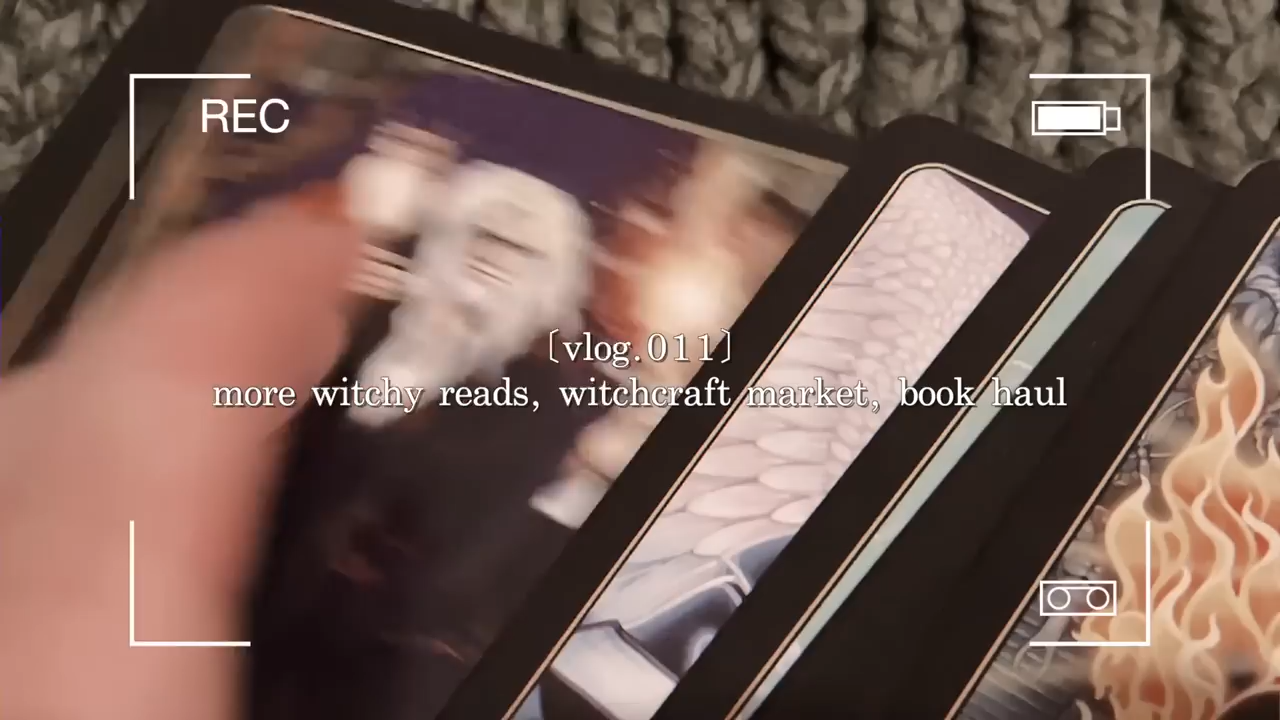 REC
〔vlog.011〕
more witchy reads, witchcraft market, book haul